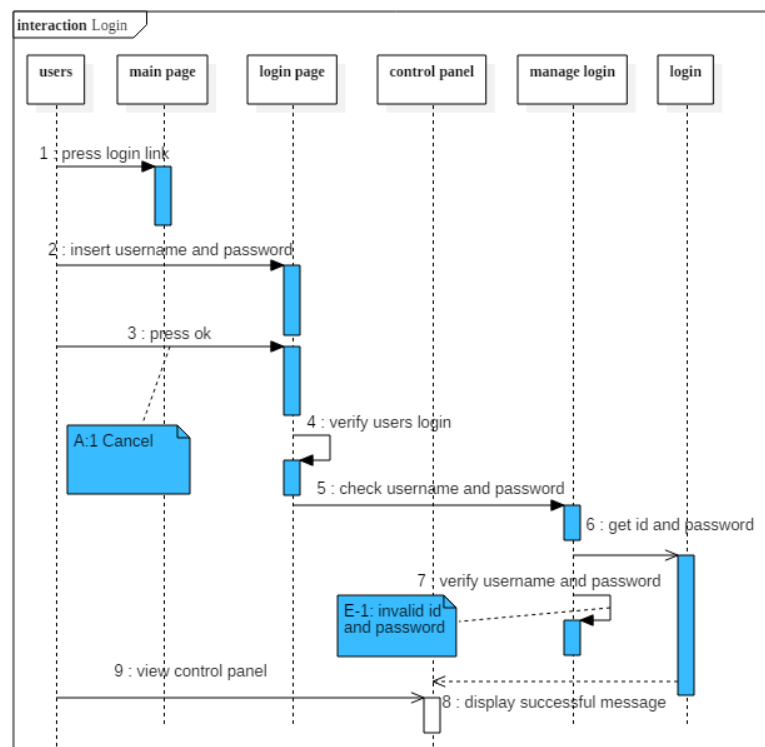 interaction Login
users
main page
login page
control panel
manage login
login
1 : press login link
2 : insert username and password
3 : press ok
4 : verify users login
A:1 Cancel
5 : check username and password
6 : get id and password
7 : verify username and password
E-1: invalid id
and password
9 : view control panel
8 : display successful message